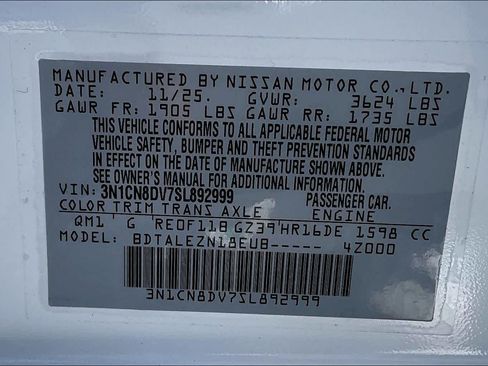 MANUFACTURED BY NISSAN MOTOR CO., LTD.
DATE: 11/25. GVWR: 3624 LBS
GAWR FR: 1905 LBS GAWR RR: 1735 LBS
THIS VEHICLE CONFORMS TO ALL APPLICABLE FEDERAL MOTOR
VEHICLE SAFETY, BUMPER AND THEFT PREVENTION STANDARDS
IN EFFECT ON THE DATE OF MANUFACTURE SHOWN ABOVE.
SEE OWNER'S MANUAL FOR ADDITIONAL INFORMATION.
VIN: 3N1CN8DV7SL892999 PASSENGER CAR.
COLOR TRIM TRANS AXLE ENGINE
QM1 ' G RE0F11B GZ39'HR16DE 1598 CC
MODEL: BDTALEZN18EUB----- 4Z000
3N1CN8DV7SL892999